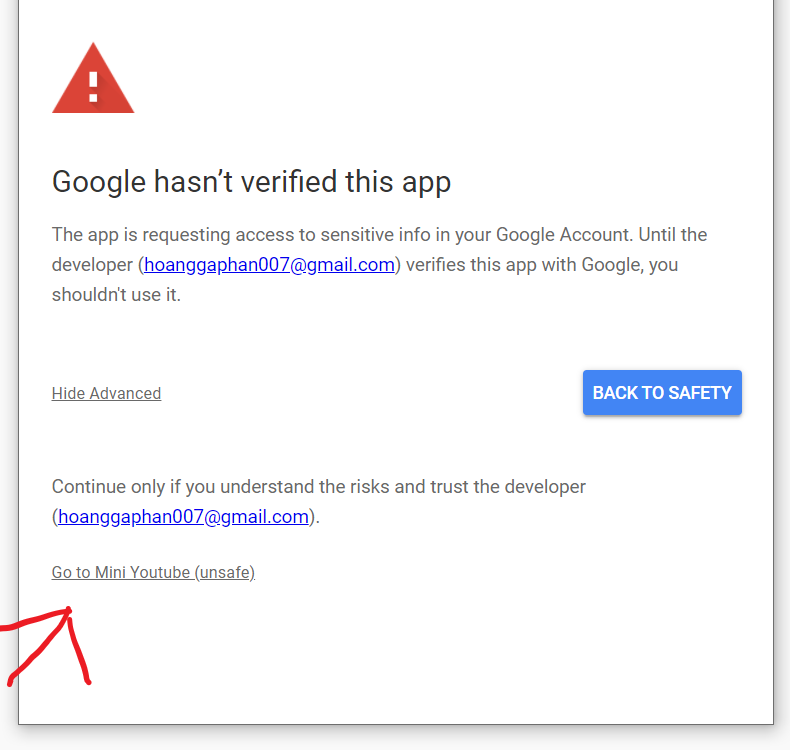 Google hasn’t verified this app
The app is requesting access to sensitive info in your Google Account. Until the
developer (hoanggaphan007@gmail.com) verifies this app with Google, you
shouldn't use it.
Hide Advanced
BACK TO SAFETY
Continue only if you understand the risks and trust the developer
(hoanggaphan007@gmail.com).
Go to Mini Youtube (unsafe)